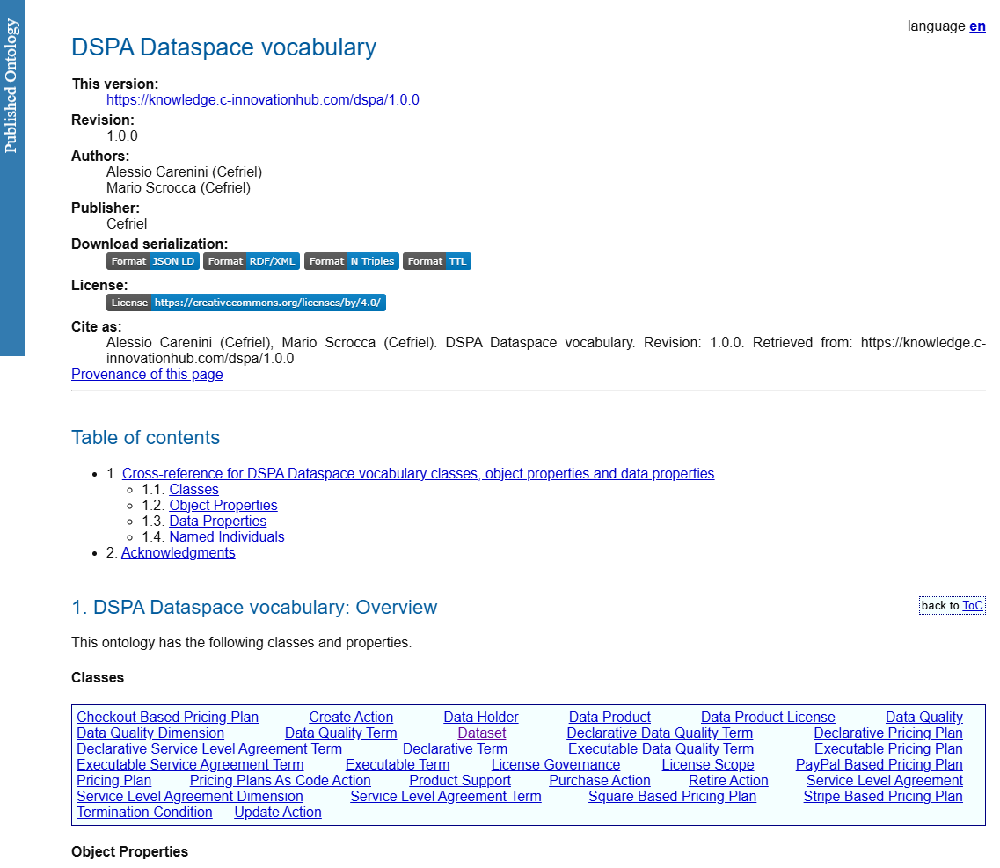 Published Ontology
language en
DSPA Dataspace vocabulary
This version:
https://knowledge.c-innovationhub.com/dspa/1.0.0
Revision:
1.0.0
Authors:
Alessio Carenini (Cefriel)
Mario Scrocca (Cefriel)
Publisher:
Cefriel
Download serialization:
Format JSON LD Format RDF/XML Format N Triples Format TTL
License:
License https://creativecommons.org/licenses/by/4.0/
Cite as:
Alessio Carenini (Cefriel), Mario Scrocca (Cefriel). DSPA Dataspace vocabulary. Revision: 1.0.0. Retrieved from: https://knowledge.c-
innovationhub.com/dspa/1.0.0
Provenance of this page
Table of contents
• 1. Cross-reference for DSPA Dataspace vocabulary classes, object properties and data properties
◦ 1.1. Classes
◦ 1.2. Object Properties
◦ 1.3. Data Properties
◦ 1.4. Named Individuals
• 2. Acknowledgments
1. DSPA Dataspace vocabulary: Overview
back to ToC
This ontology has the following classes and properties.
Classes
Checkout Based Pricing Plan Create Action Data Holder Data Product Data Product License Data Quality
Data Quality Dimension Data Quality Term Dataset Declarative Data Quality Term Declarative Pricing Plan
Declarative Service Level Agreement Term Declarative Term Executable Data Quality Term Executable Pricing Plan
Executable Service Agreement Term Executable Term License Governance License Scope PayPal Based Pricing Plan
Pricing Plan Pricing Plans As Code Action Product Support Purchase Action Retire Action Service Level Agreement
Service Level Agreement Dimension Service Level Agreement Term Square Based Pricing Plan Stripe Based Pricing Plan
Termination Condition Update Action
Object Properties